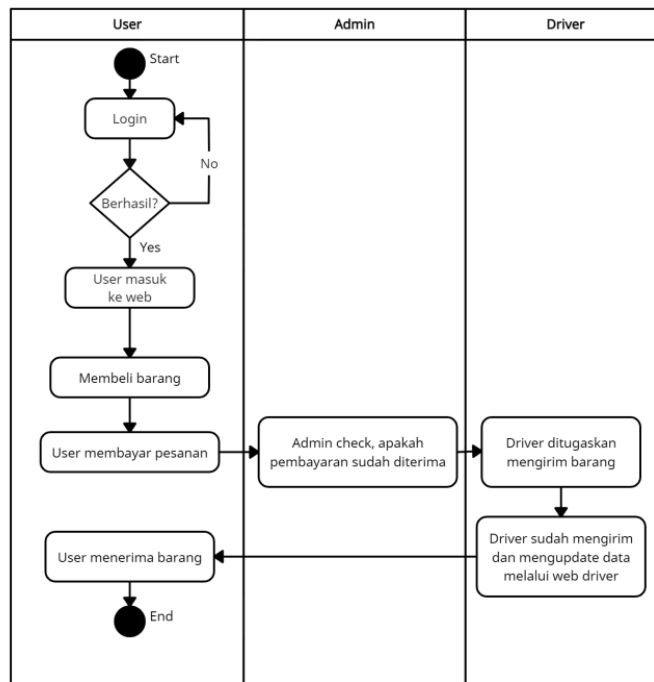 User
Admin
Driver
Start
Login
No
Berhasil?
Yes
User masuk
ke web
Membeli barang
User membayar pesanan
Admin check, apakah
pembayaran sudah diterima
Driver ditugaskan
mengirim barang
Driver sudah mengirim
dan mengupdate data
melalui web driver
User menerima barang
End